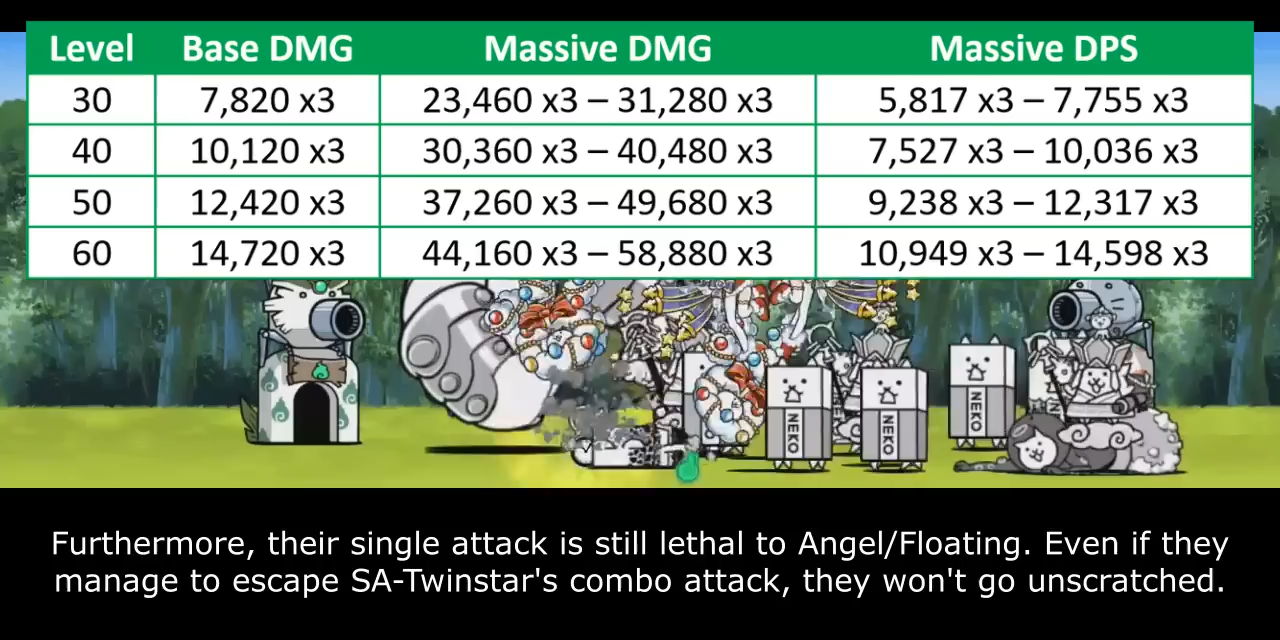 Level Base DMG Massive DMG Massive DPS
30 7,820 x3 23,460 x3 – 31,280 x3 5,817 x3 – 7,755 x3
40 10,120 x3 30,360 x3 – 40,480 x3 7,527 x3 – 10,036 x3
50 12,420 x3 37,260 x3 – 49,680 x3 9,238 x3 – 12,317 x3
60 14,720 x3 44,160 x3 – 58,880 x3 10,949 x3 – 14,598 x3
NEKO
NEKO
NEKO
Furthermore, their single attack is still lethal to Angel/Floating. Even if they
manage to escape SA-Twinstar's combo attack, they won't go unscratched.